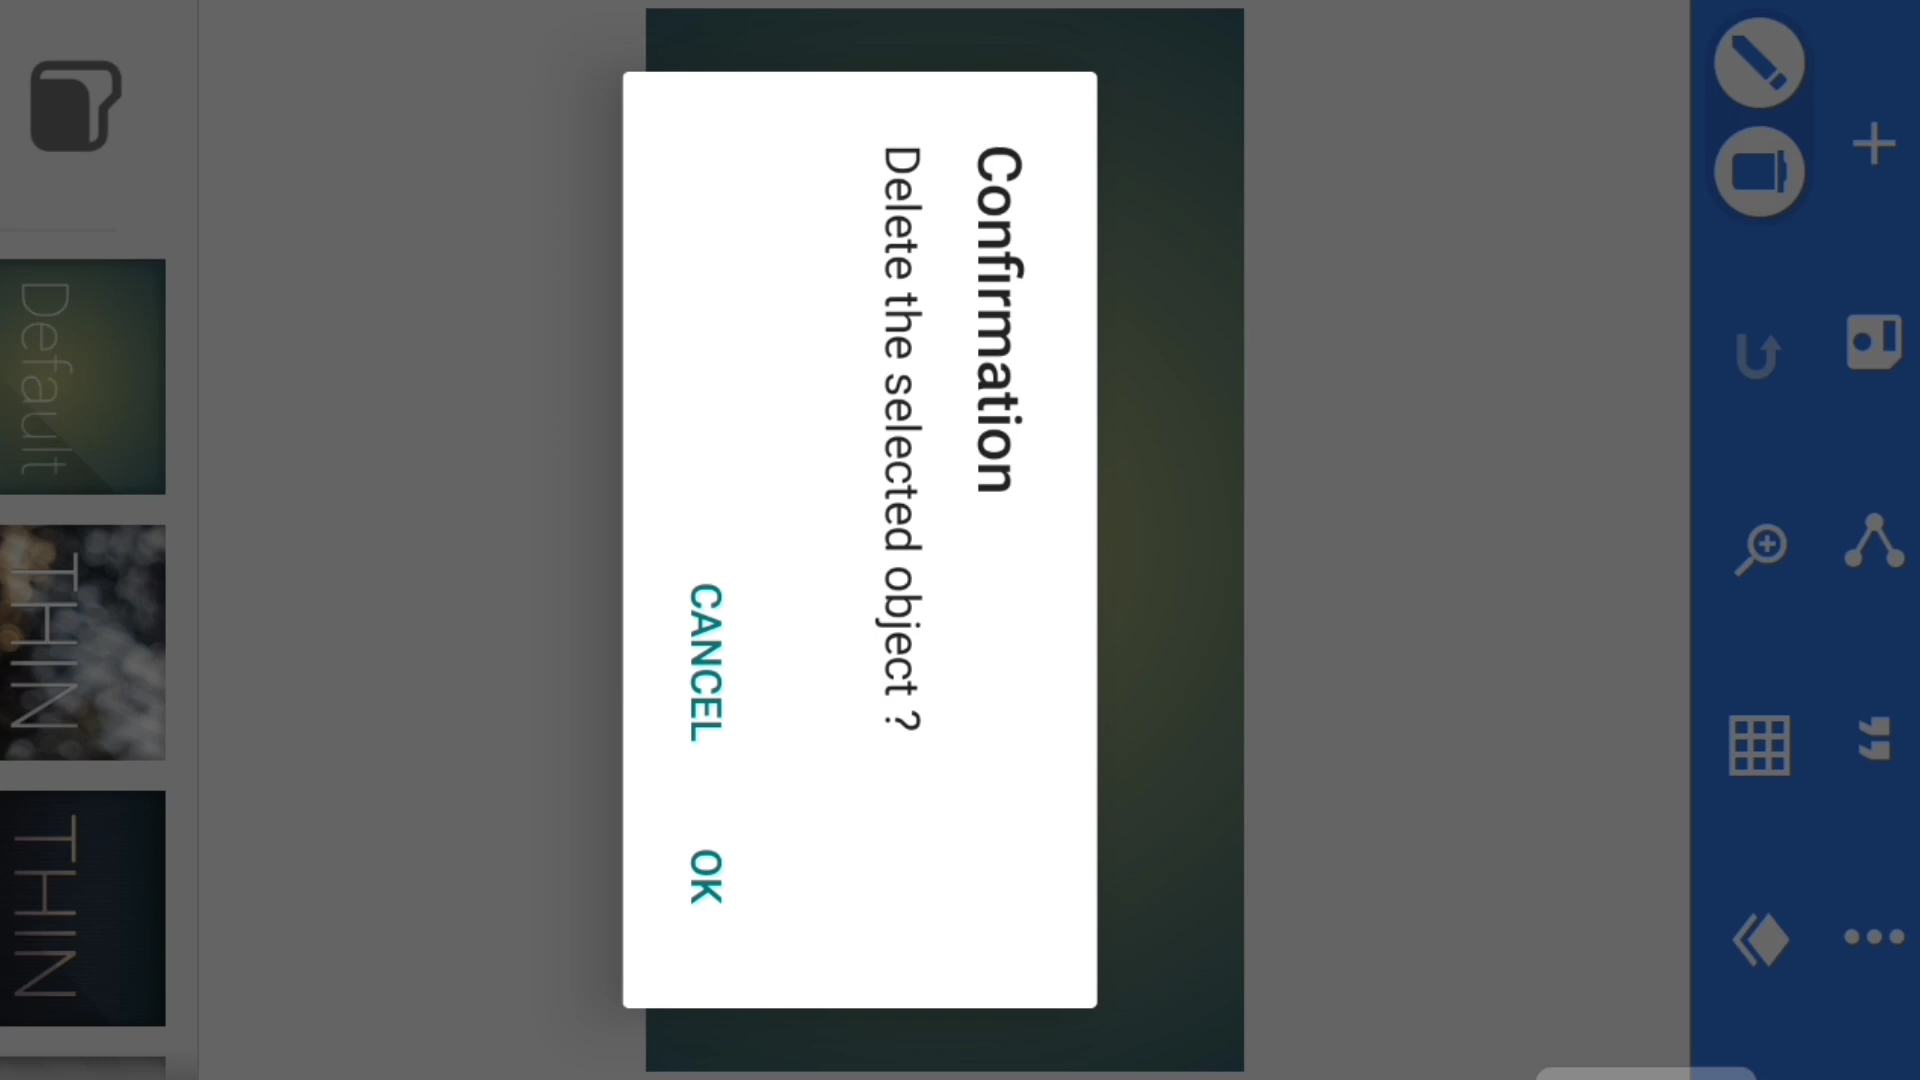 Confirmation
Delete the selected object ?
CANCEL OK
Default
THIN
THIN